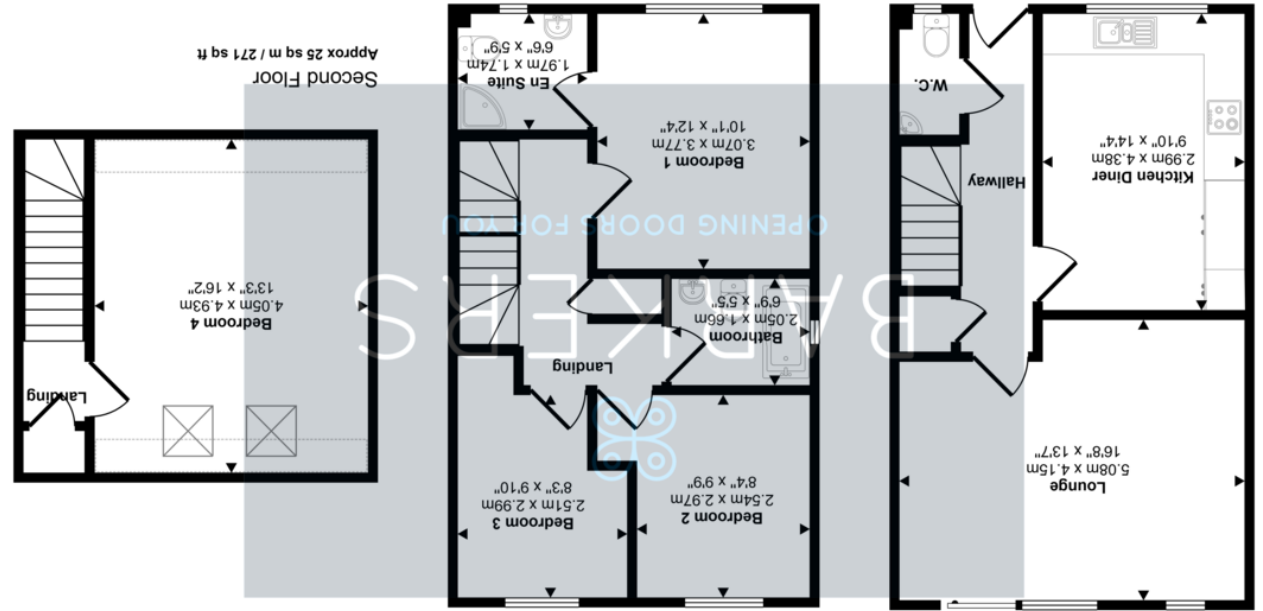 Lounge
5.08m x 4.15m
16'8" x 13'7"
Kitchen Diner
2.99m x 4.38m
9'10" x 14'4"
Hallway
W.C.
Bedroom 2
2.54m x 2.97m
8'4" x 9'9"
Bedroom 3
2.51m x 2.99m
8'3" x 9'10"
Landing
Bathroom
2.05m x 1.66m
6'9" x 5'5"
Bedroom 1
3.07m x 3.77m
10'1" x 12'4"
En Suite
1.97m x 1.74m
6'6" x 5'9"
Landing
Bedroom 4
4.05m x 4.93m
13'3" x 16'2"
Second Floor
Approx 25 sq m / 271 sq ft
BARKERS
OPENING DOORS FOR YOU